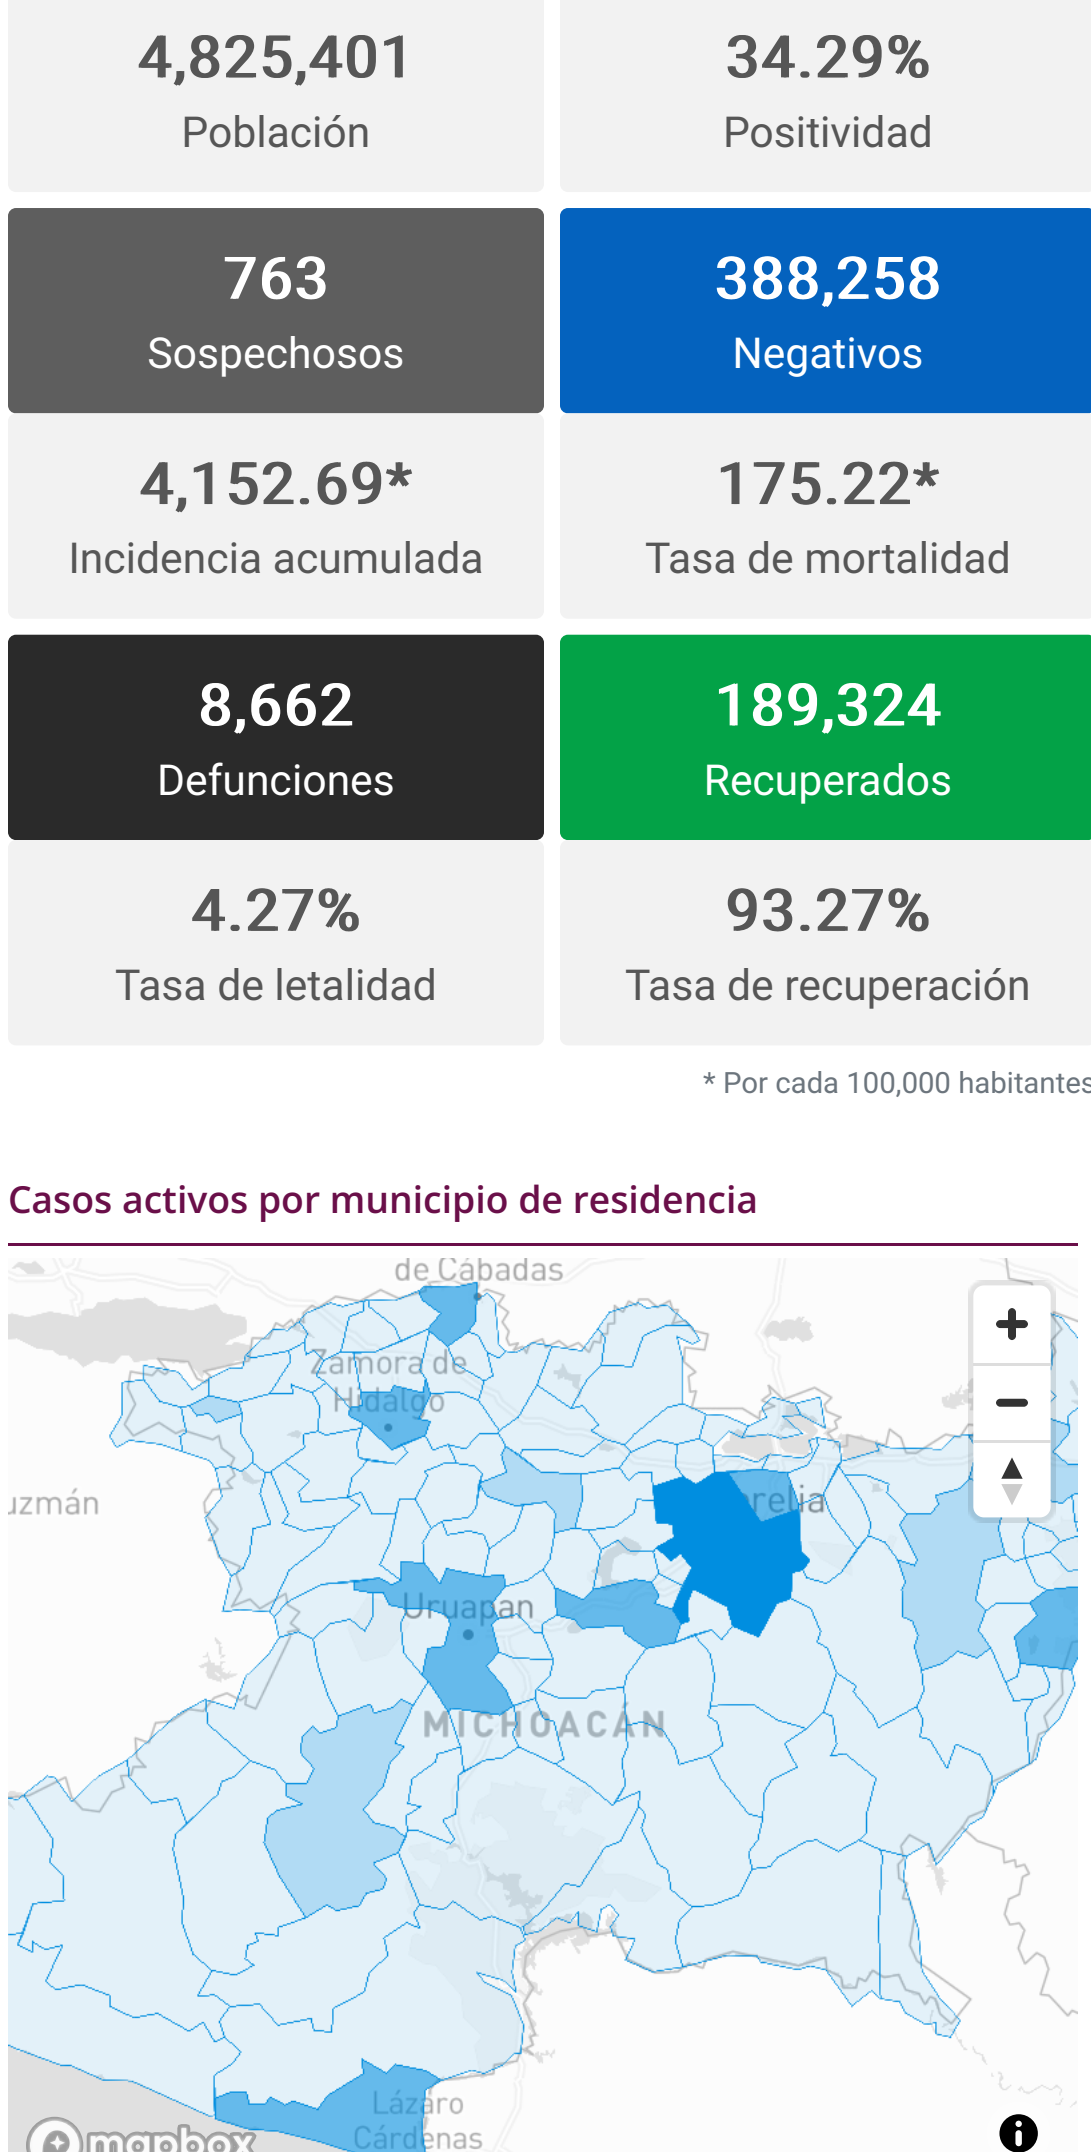 4,825,401
Población
34.29%
Positividad
763
Sospechosos
388,258
Negativos
4,152.69*
Incidencia acumulada
175.22*
Tasa de mortalidad
8,662
Defunciones
189,324
Recuperados
4.27%
Tasa de letalidad
93.27%
Tasa de recuperación
* Por cada 100,000 habitantes
Casos activos por municipio de residencia
de Cábadas
Zamora de
Hidalgo
uzmán
relia
Uruapan
MICHOACÁN
Lázaro
Cárdenas
mapbox